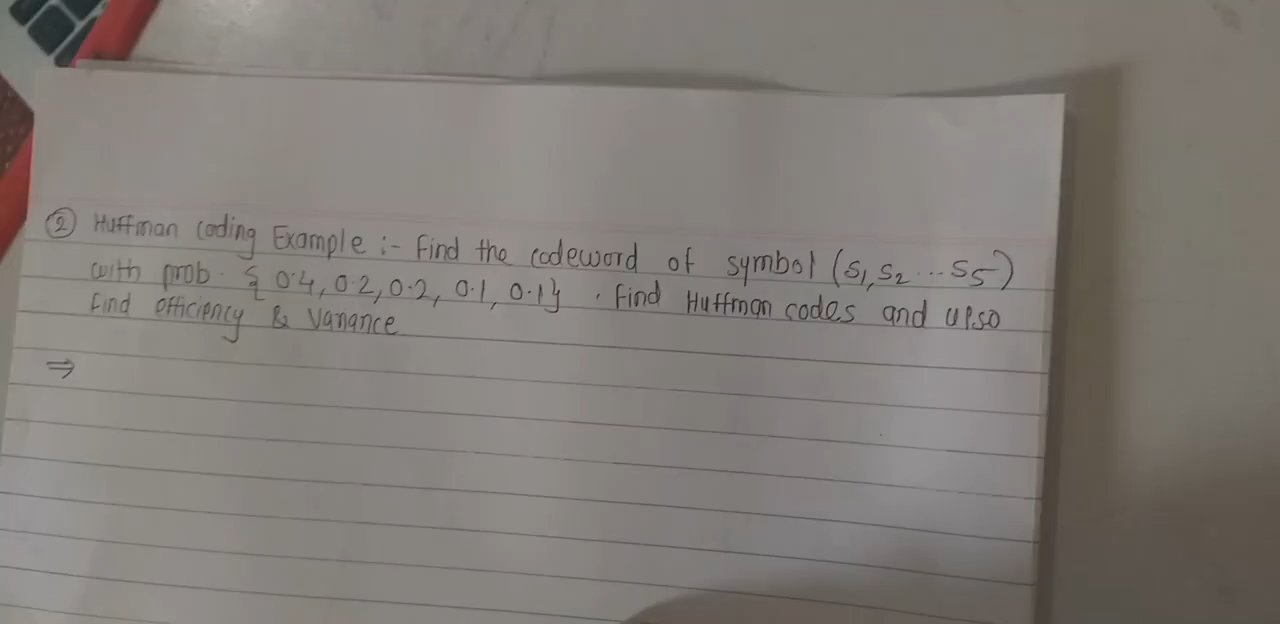 ② Huffman Coding Example :- Find the codeword of symbol (S1, S2 ... S5)
with prob. { 0.4, 0.2, 0.2, 0.1, 0.1} . Find Huffman codes and also
find efficiency & Variance
⇒